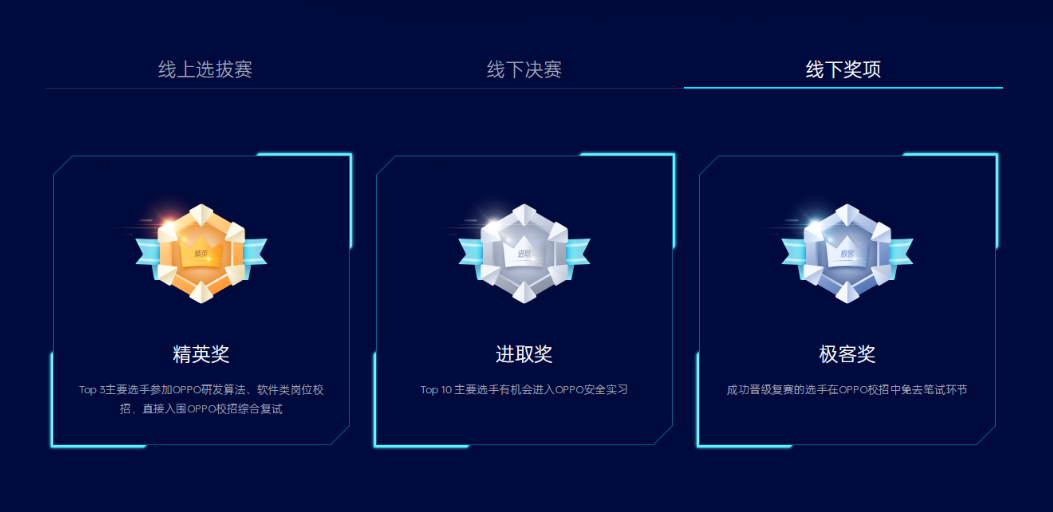 线上选拔赛
线下决赛
线下奖项
精英
进取
极客
精英奖
进取奖
极客奖
Top 3主要选手参加OPPO研发算法、软件类岗位校
招，直接入围OPPO校招综合复试
Top 10 主要选手有机会进入OPPO安全实习
成功晋级复赛的选手在OPPO校招中免去笔试环节